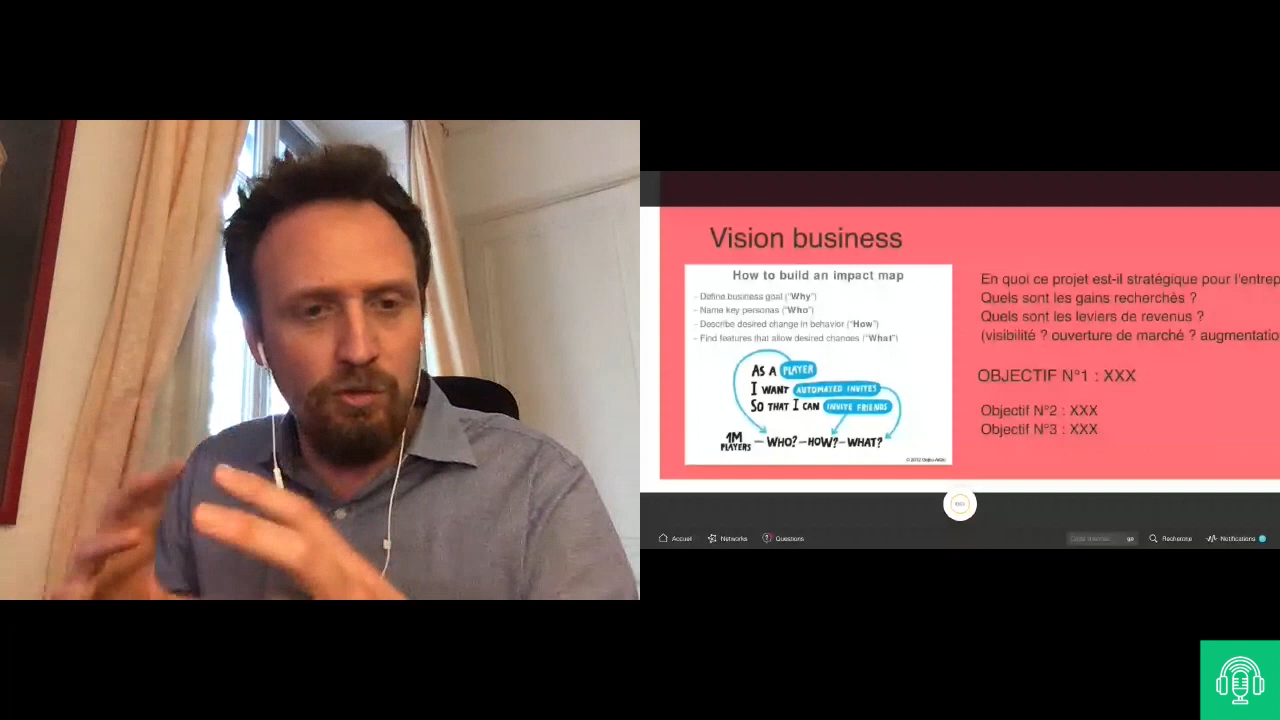 Vision business
How to build an impact map
– Define business goal ("Why")
– Name key personas ("Who")
– Describe desired change in behavior ("How")
– Find features that allow desired changes ("What")
AS A PLAYER
I WANT AUTOMATED INVITES
SO THAT I CAN INVITE FRIENDS
1M PLAYERS – WHO? – HOW? – WHAT?
En quoi ce projet est-il stratégique pour l'entrep
Quels sont les gains recherchés ?
Quels sont les leviers de revenus ?
(visibilité ? ouverture de marché ? augmentatio
OBJECTIF N°1 : XXX
Objectif N°2 : XXX
Objectif N°3 : XXX
Accueil Networks Questions go Recherche Notifications